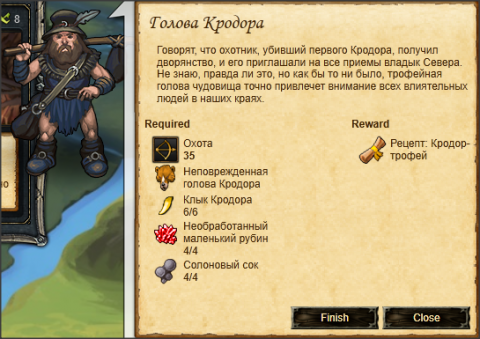 8
Голова Кродора
Говорят, что охотник, убивший первого Кродора, получил
дворянство, и его приглашали на все приемы владык Севера.
Не знаю, правда ли это, но как бы то ни было, трофейная
голова чудовища точно привлечет внимание всех влиятельных
людей в наших краях.
Required
Охота
35
Неповрежденная
голова Кродора
Клык Кродора
6/6
Необработанный
маленький рубин
4/4
Солоновый сок
4/4
Reward
Рецепт: Кродор-
трофей
но
Finish
Close